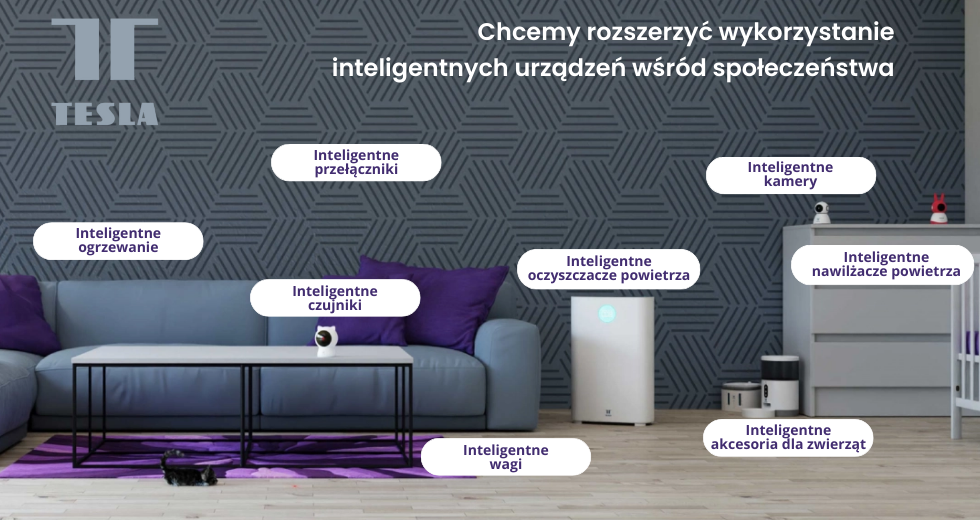 TESLA
Chcemy rozszerzyć wykorzystanie
inteligentnych urządzeń wśród społeczeństwa
Inteligentne
przełączniki
Inteligentne
kamery
Inteligentne
ogrzewanie
Inteligentne
oczyszczacze powietrza
Inteligentne
nawilżacze powietrza
Inteligentne
czujniki
Inteligentne
akcesoria dla zwierząt
Inteligentne
wagi